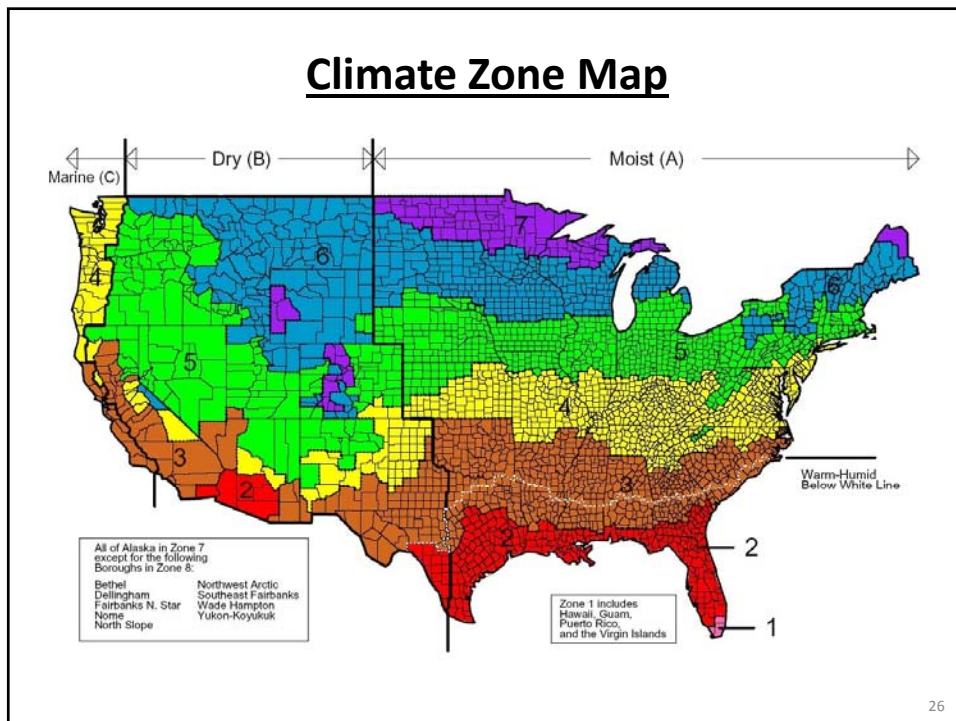 Climate Zone Map
Marine (C)
Dry (B)
Moist (A)
7
6
6
4
5
5
4
3
3
2
2
Warm-Humid
Below White Line
2
1
All of Alaska in Zone 7
except for the following
Boroughs in Zone 8:
Bethel
Dellingham
Fairbanks N. Star
Nome
North Slope
Northwest Arctic
Southeast Fairbanks
Wade Hampton
Yukon-Koyukuk
Zone 1 includes
Hawaii, Guam,
Puerto Rico,
and the Virgin Islands
26